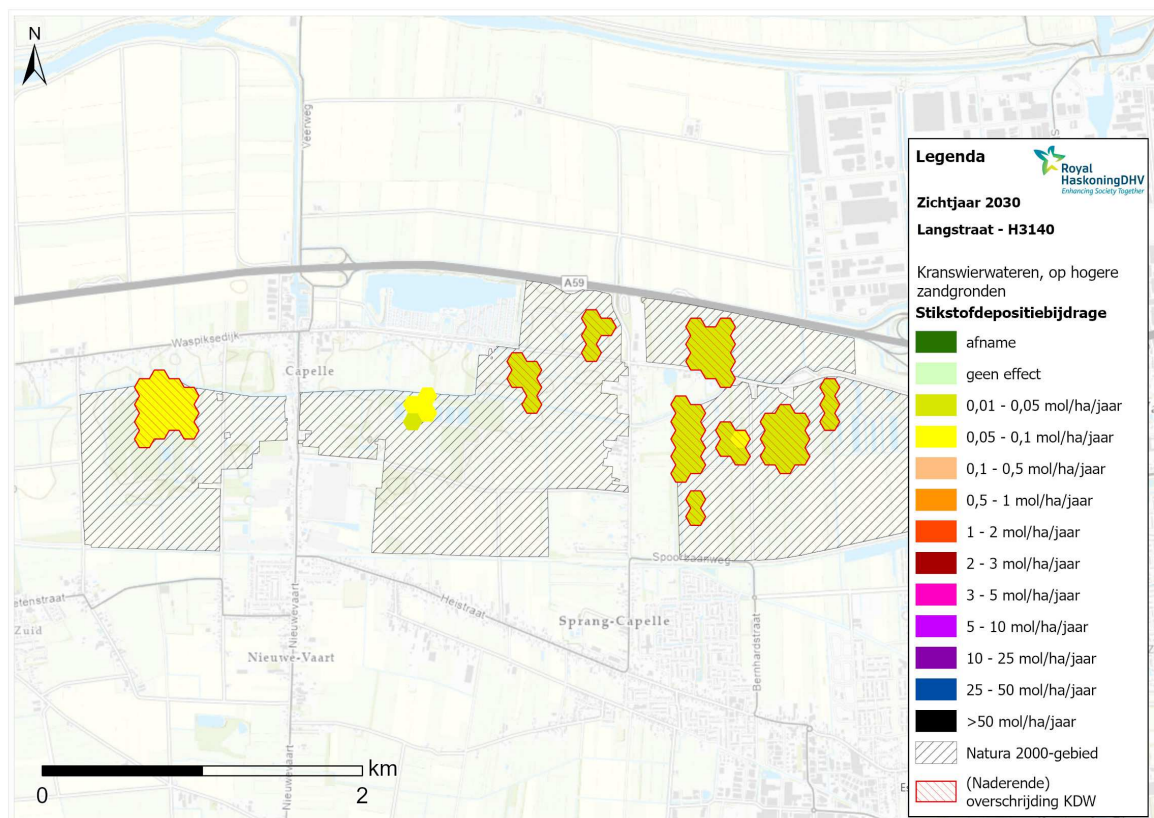 N
Veerweg
A59
Waspiksedijk
Capelle
Spoorbaanweg
Heistraat
Sprang-Capelle
Zuid
Nieuwe-Vaart
Nieuwevaart
Nieuwevaart
Bernhardstraat
km
0
2
Legenda
Royal
HaskoningDHV
Enhancing Society Together
Zichtjaar 2030
Langstraat - H3140
Kranswierwateren, op hogere
zandgronden
Stikstofdepositiebijdrage
afname
geen effect
0,01 - 0,05 mol/ha/jaar
0,05 - 0,1 mol/ha/jaar
0,1 - 0,5 mol/ha/jaar
0,5 - 1 mol/ha/jaar
1 - 2 mol/ha/jaar
2 - 3 mol/ha/jaar
3 - 5 mol/ha/jaar
5 - 10 mol/ha/jaar
10 - 25 mol/ha/jaar
25 - 50 mol/ha/jaar
>50 mol/ha/jaar
Natura 2000-gebied
(Naderende)
overschrijding KDW